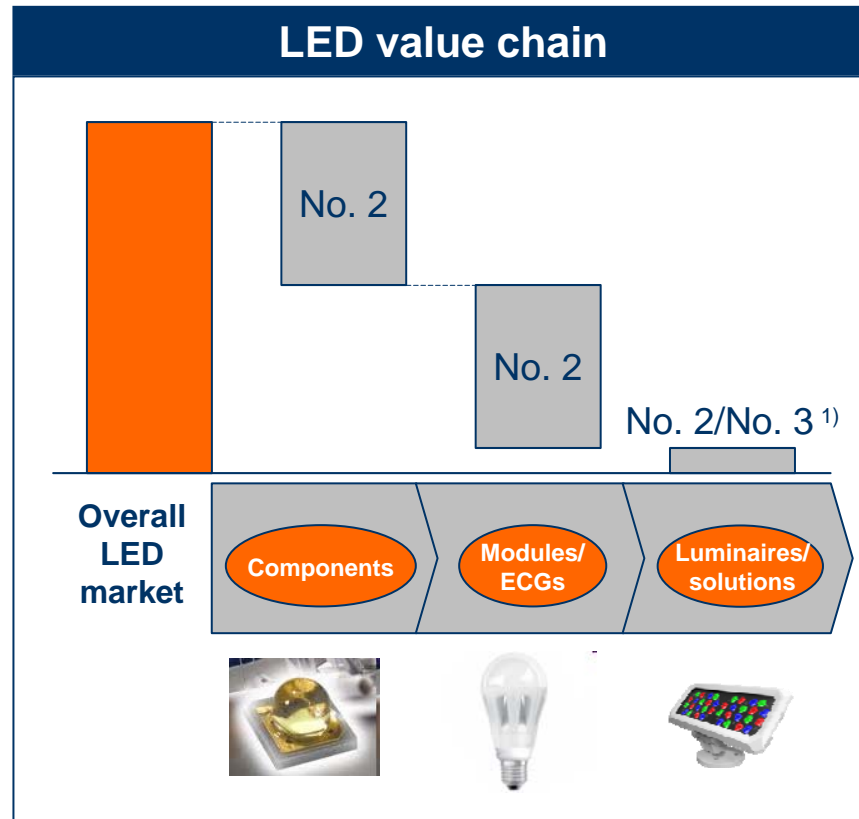 LED value chain
No. 2
No. 2
No. 2/No. 3 1)
Overall
LED
market
Components
Modules/
ECGs
Luminaires/
solutions